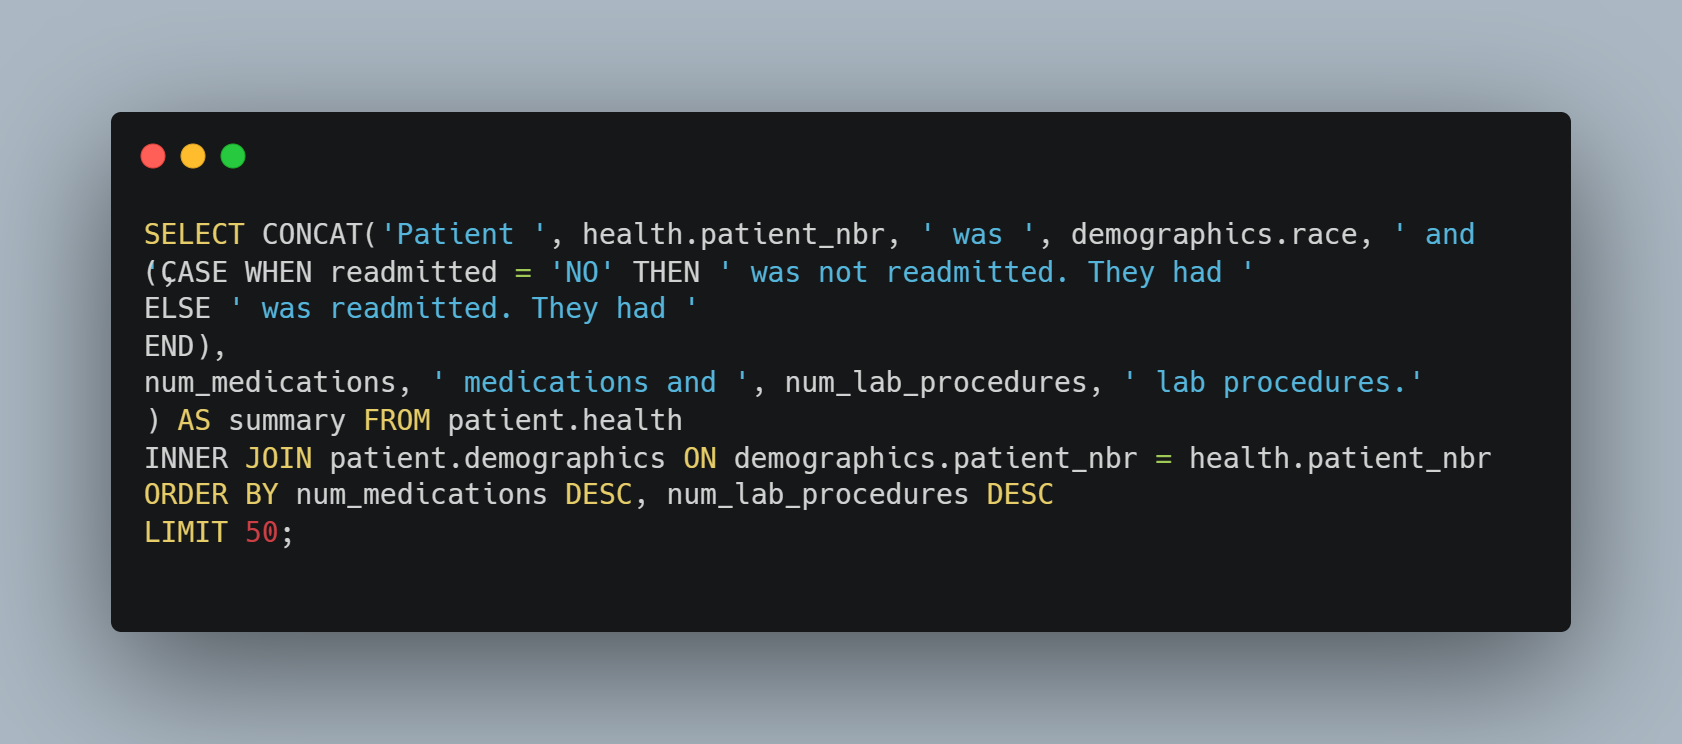 SELECT CONCAT('Patient ', health.patient_nbr, ' was ', demographics.race, ' and
',
(CASE WHEN readmitted = 'NO' THEN ' was not readmitted. They had '
ELSE ' was readmitted. They had '
END),
num_medications, ' medications and ', num_lab_procedures, ' lab procedures.'
) AS summary FROM patient.health
INNER JOIN patient.demographics ON demographics.patient_nbr = health.patient_nbr
ORDER BY num_medications DESC, num_lab_procedures DESC
LIMIT 50;